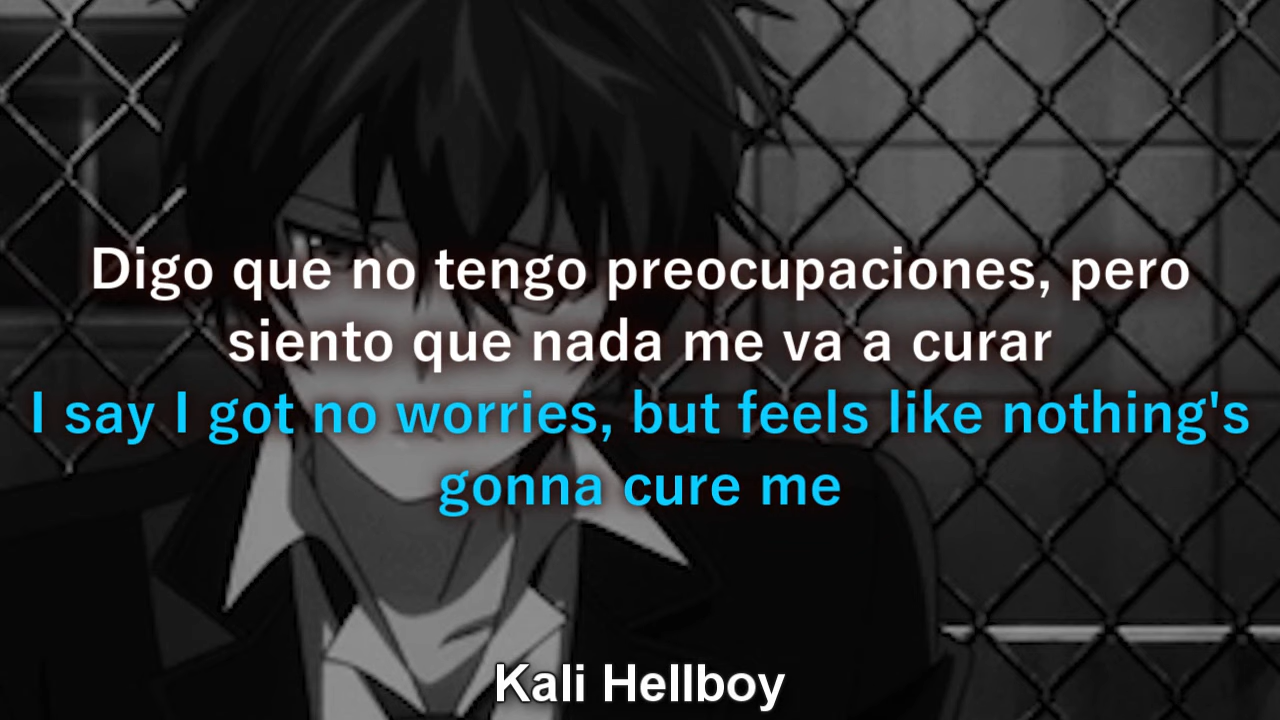 Digo que no tengo preocupaciones, pero
siento que nada me va a curar
I say I got no worries, but feels like nothing's
gonna cure me
Kali Hellboy